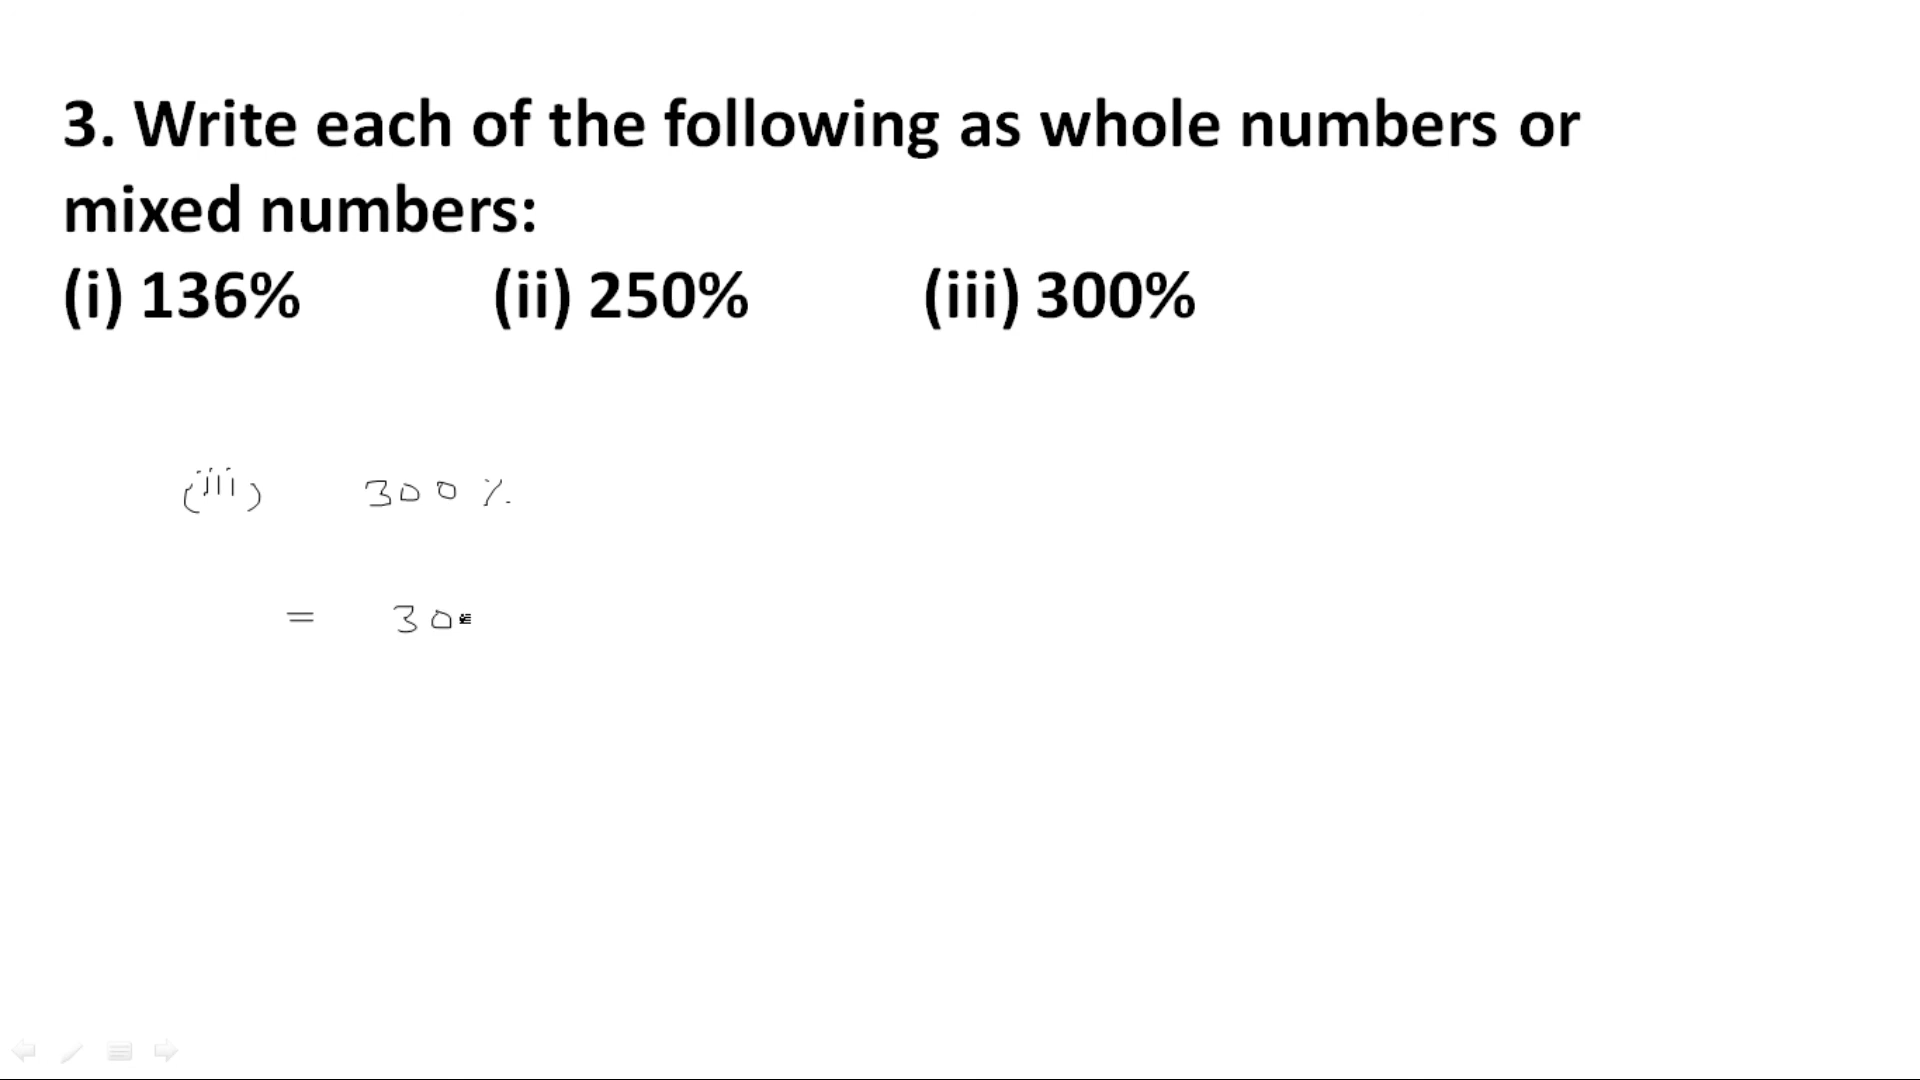 3. Write each of the following as whole numbers or
mixed numbers:
(i) 136% (ii) 250% (iii) 300%
(iii) 300 %
= 30